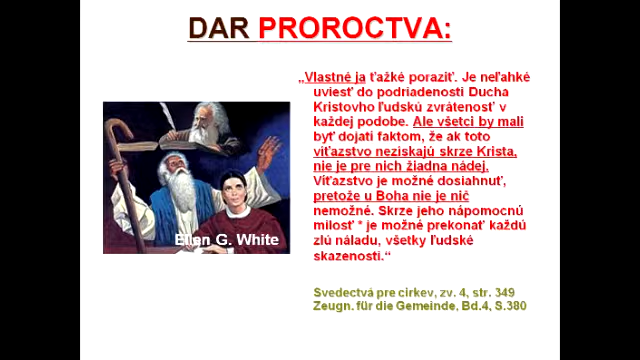 DAR PROROCTVA:
„Vlastné ja ťažké poraziť. Je neľahké
uviesť do podriadenosti Ducha
Kristovho ľudskú zvrátenosť v
každej podobe. Ale všetci by mali
byť dojatí faktom, že ak toto
víťazstvo nezískajú skrze Krista,
nie je pre nich žiadna nádej.
Víťazstvo je možné dosiahnuť,
pretože u Boha nie je nič
nemožné. Skrze jeho nápomocnú
milosť * je možné prekonať každú
zlú náladu, všetky ľudské
skazenosti.“
Ellen G. White
Svedectvá pre cirkev, zv. 4, str. 349
Zeugn. für die Gemeinde, Bd.4, S.380